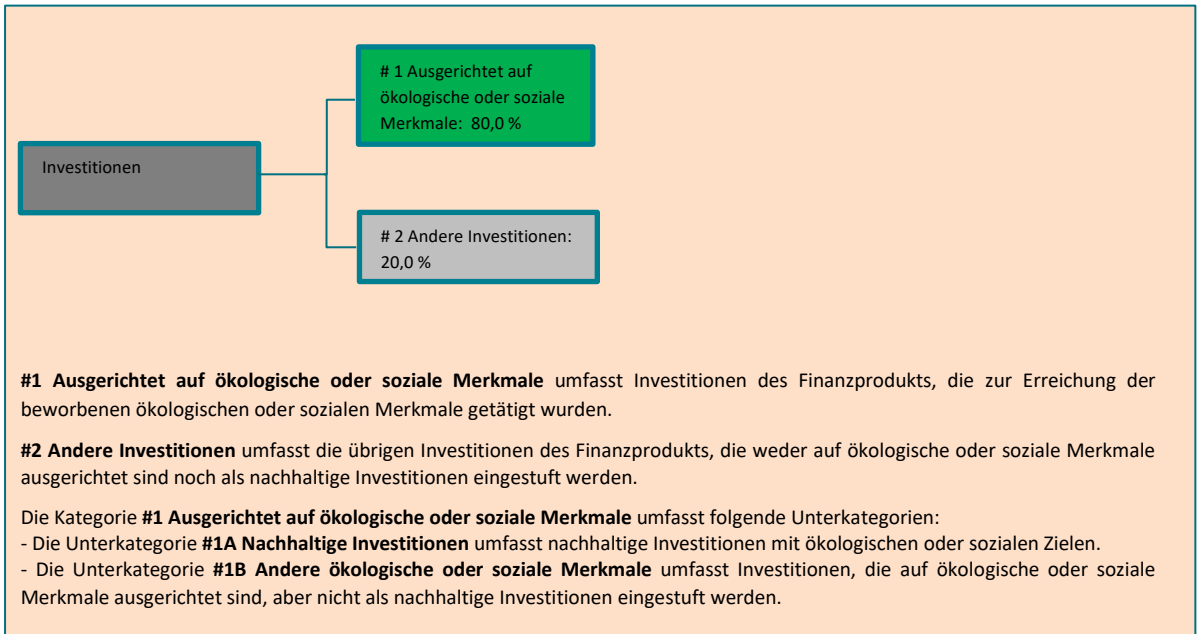 # 1 Ausgerichtet auf
ökologische oder soziale
Merkmale: 80,0 %
Investitionen
# 2 Andere Investitionen:
20,0 %
#1 Ausgerichtet auf ökologische oder soziale Merkmale umfasst Investitionen des Finanzprodukts, die zur Erreichung der
beworbenen ökologischen oder sozialen Merkmale getätigt wurden.
#2 Andere Investitionen umfasst die übrigen Investitionen des Finanzprodukts, die weder auf ökologische oder soziale Merkmale
ausgerichtet sind noch als nachhaltige Investitionen eingestuft werden.
Die Kategorie #1 Ausgerichtet auf ökologische oder soziale Merkmale umfasst folgende Unterkategorien:
- Die Unterkategorie #1A Nachhaltige Investitionen umfasst nachhaltige Investitionen mit ökologischen oder sozialen Zielen.
- Die Unterkategorie #1B Andere ökologische oder soziale Merkmale umfasst Investitionen, die auf ökologische oder soziale
Merkmale ausgerichtet sind, aber nicht als nachhaltige Investitionen eingestuft werden.